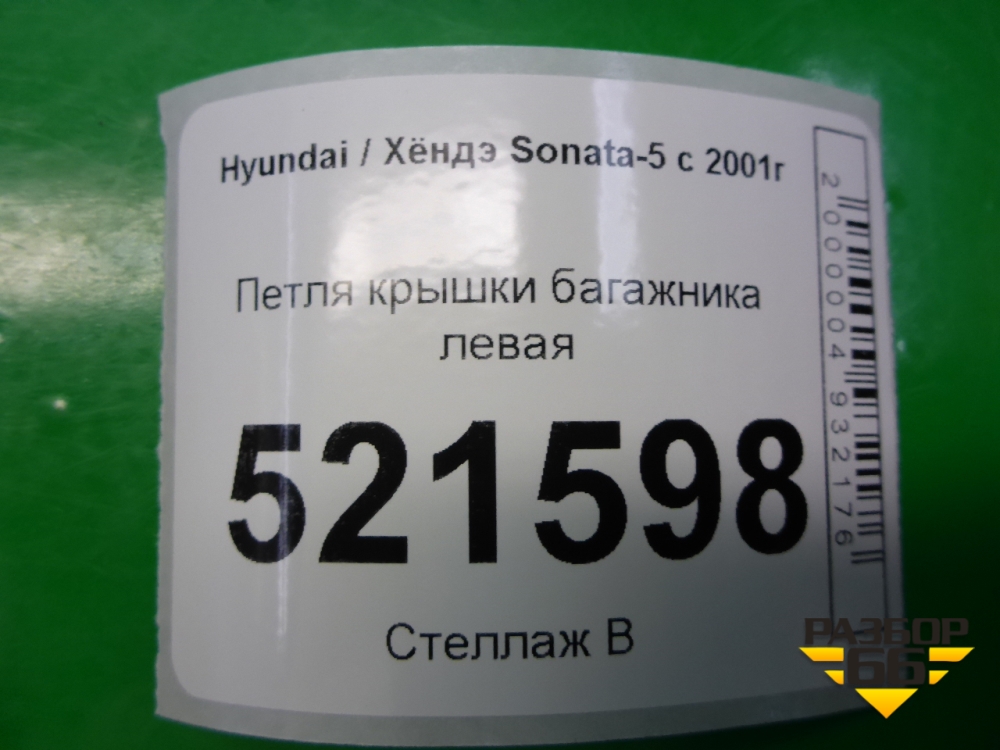 Hyundai / Хёндэ Sonata-5 с 2001г
Петля крышки багажника
левая
521598
Стеллаж В
2000004932176
РАЗБОР
66